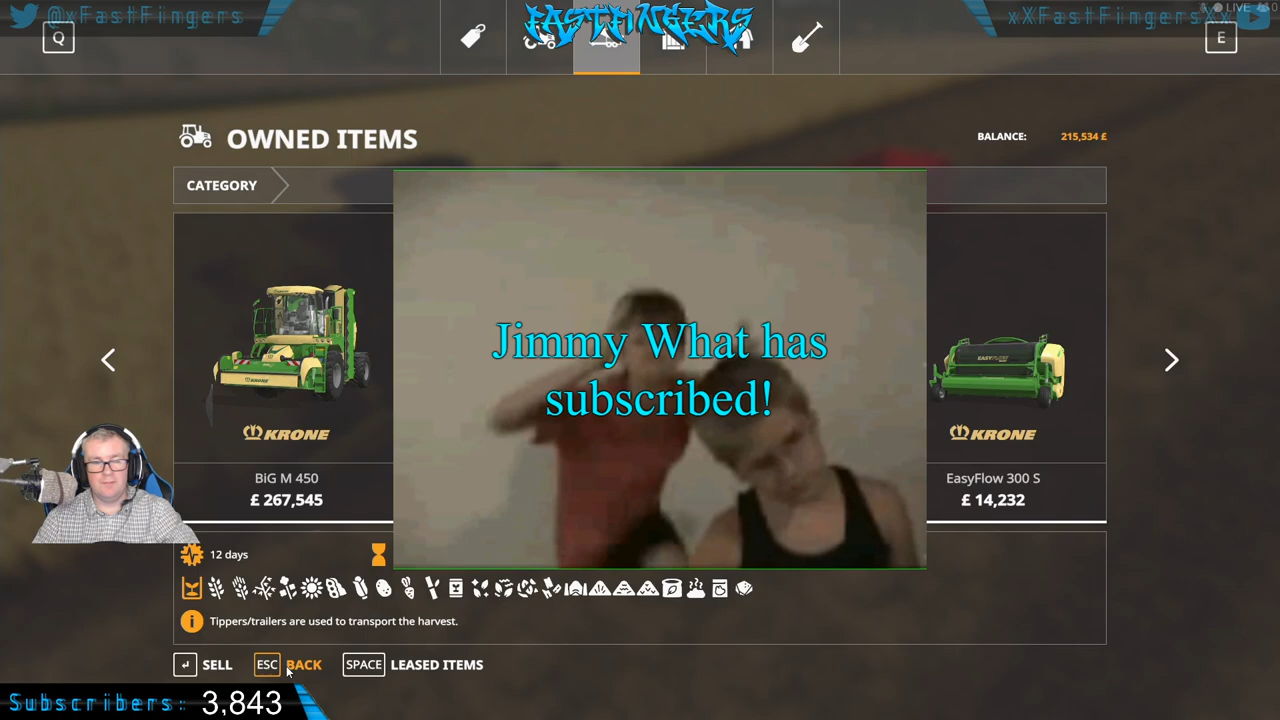 @xFastFingers
FASTFINGERS
LIVE
xXFastFingersXx
Q
E
OWNED ITEMS
BALANCE: 215,534 £
CATEGORY
Jimmy What has
subscribed!
KRONE
EASYFLOW
KRONE
BiG M 450
£ 267,545
EasyFlow 300 S
£ 14,232
12 days
Tippers/trailers are used to transport the harvest.
SELL
ESC BACK
SPACE LEASED ITEMS
Subscribers: 3,843